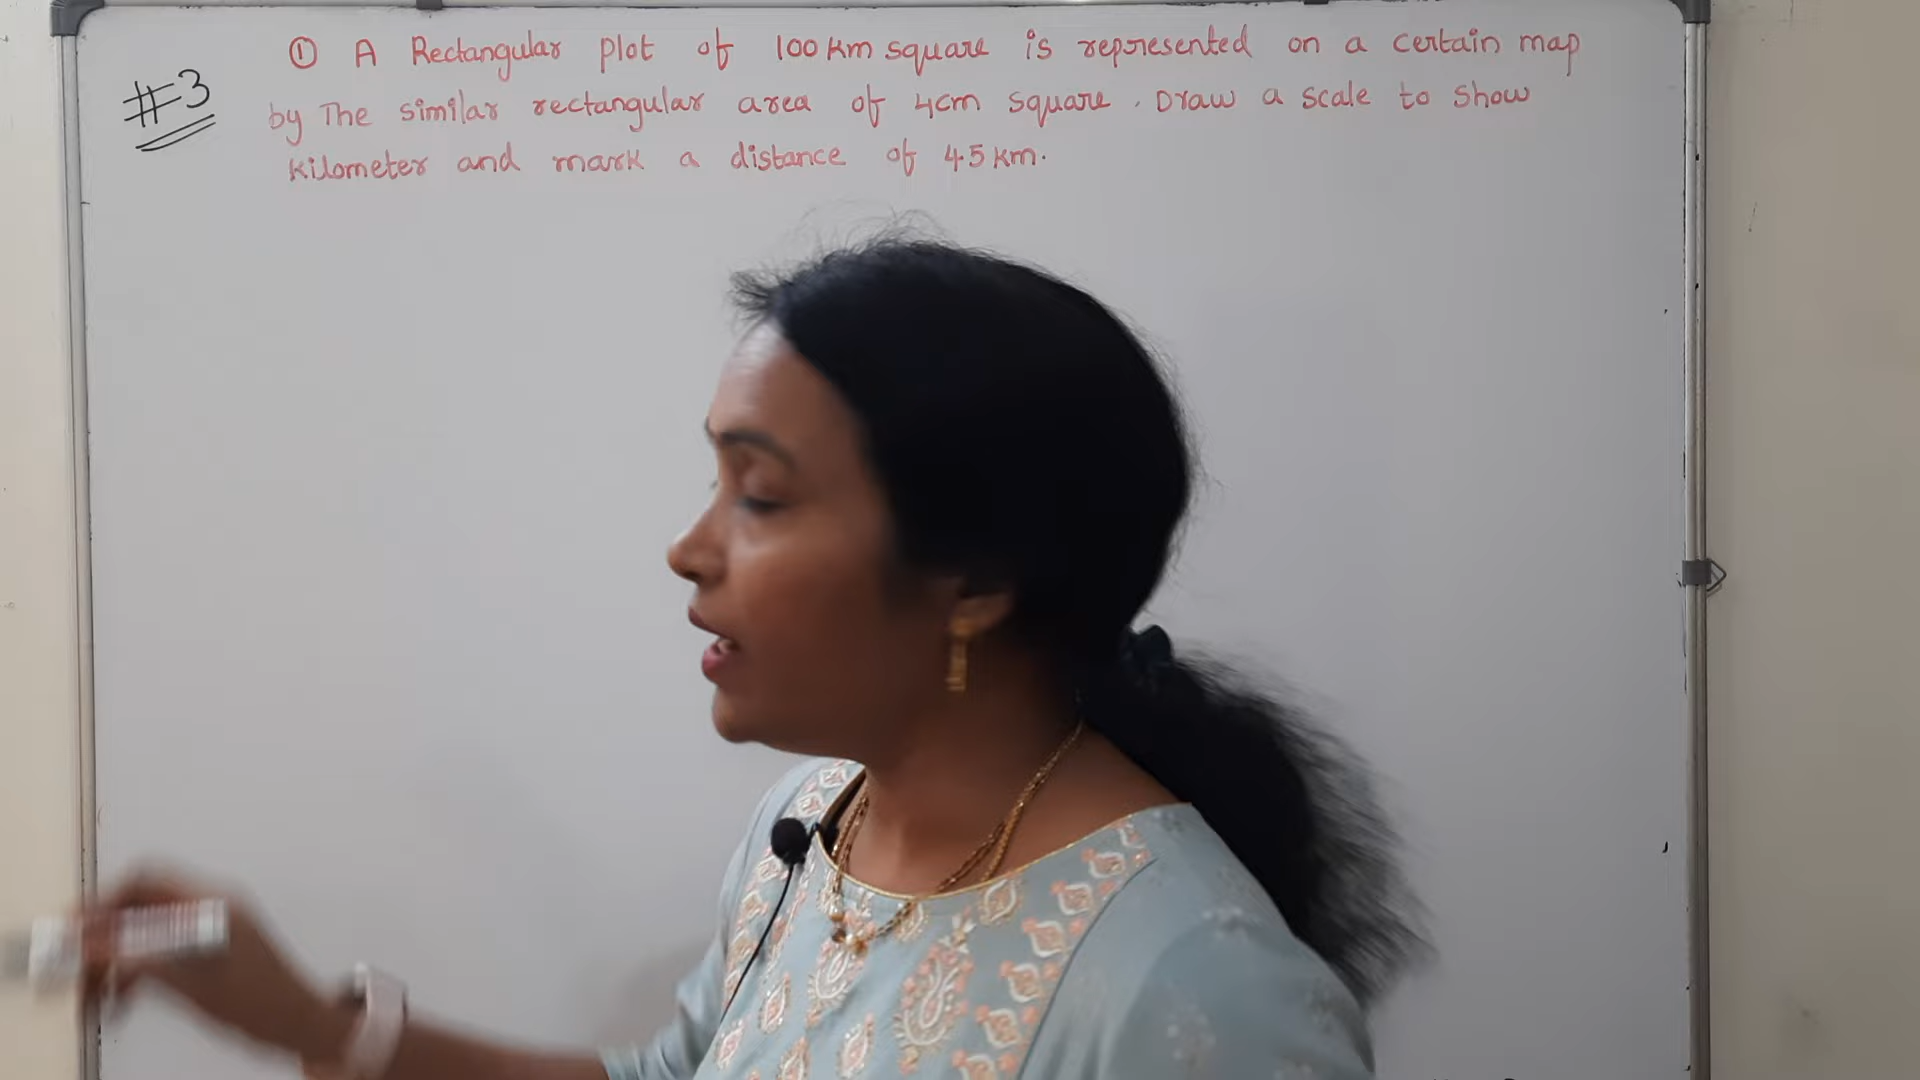 ① A Rectangular plot of 100 km square is represented on a certain map
#3
by The similar rectangular area of 4cm square. Draw a scale to show
kilometer and mark a distance of 45 km.